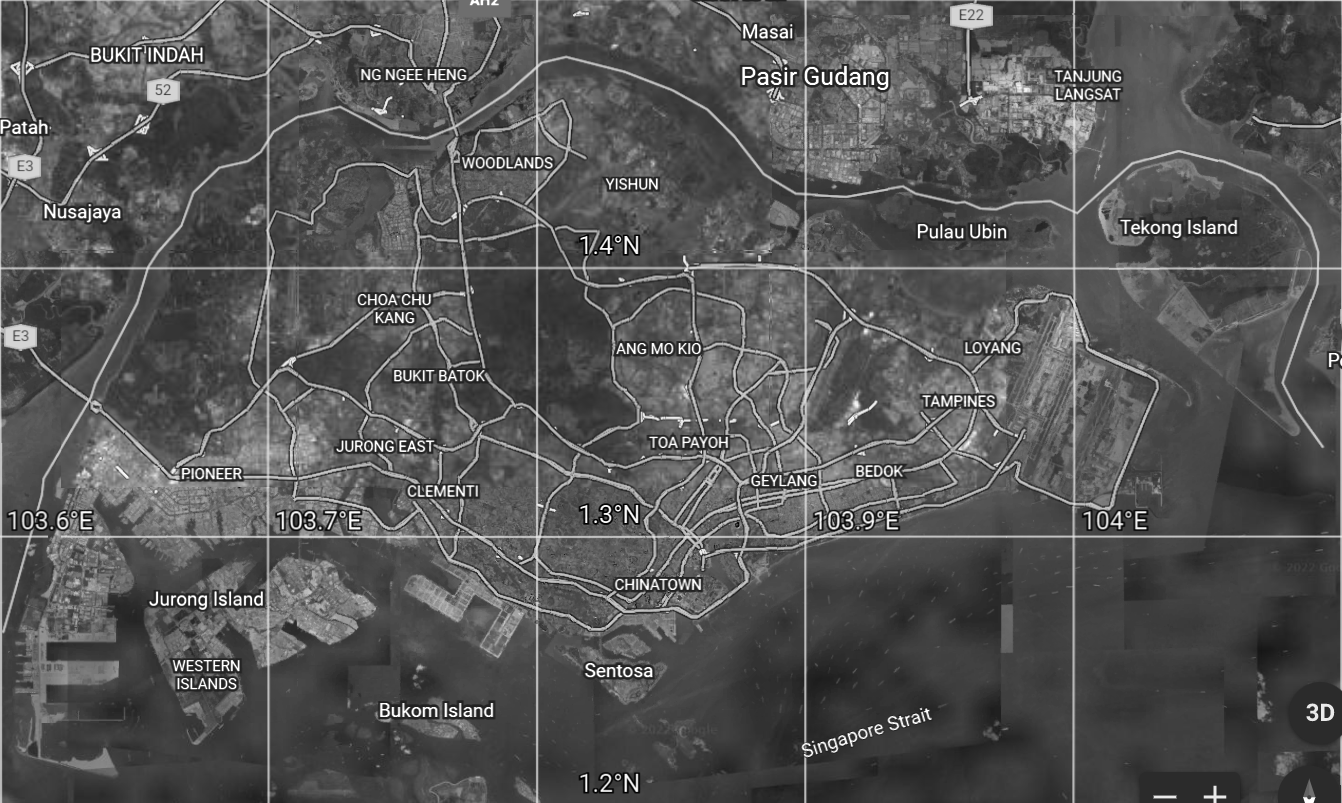 AH2
E22
Masai
BUKIT INDAH
NG NGEE HENG
Pasir Gudang
TANJUNG
LANGSAT
52
Patah
E3
WOODLANDS
YISHUN
Nusajaya
Pulau Ubin
Tekong Island
1.4°N
CHOA CHU
KANG
E3
ANG MO KIO
LOYANG
BUKIT BATOK
TAMPINES
JURONG EAST
TOA PAYOH
PIONEER
GEYLANG
BEDOK
CLEMENTI
103.6°E
103.7°E
1.3°N
103.9°E
104°E
CHINATOWN
Jurong Island
WESTERN
ISLANDS
Sentosa
Bukom Island
Singapore Strait
3D
© 2022 Google
1.2°N
− +